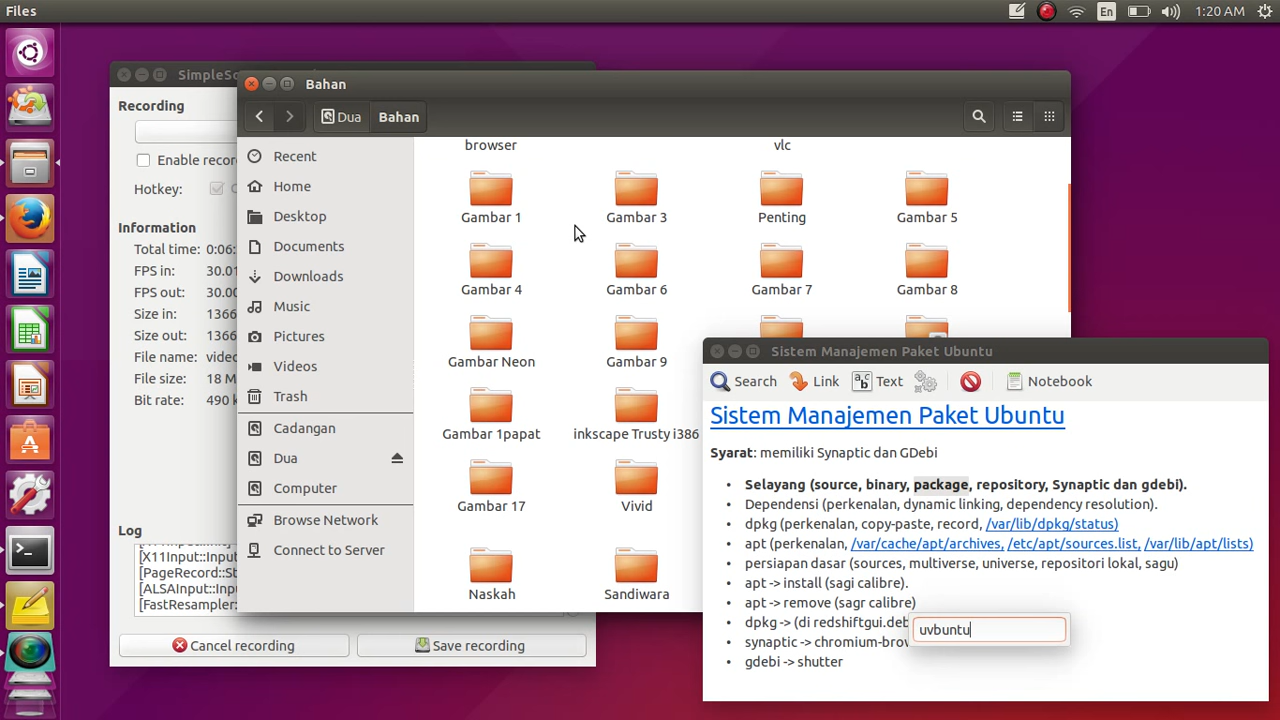 Files
En
1:20 AM
SimpleSc
Recording
Enable recor
Hotkey:
Information
Total time: 0:06:
FPS in: 30.01
FPS out: 30.00
Size in: 1366
Size out: 1366
File name: videc
File size: 18 M
Bit rate: 490 k
Log
[X11Input::Inpu
[PageRecord::St
[ALSAInput::Inp
[FastResampler:
Cancel recording
Save recording
Bahan
Dua
Bahan
Recent
Home
Desktop
Documents
Downloads
Music
Pictures
Videos
Trash
Cadangan
Dua
Computer
Browse Network
Connect to Server
browser
vlc
Gambar 1
Gambar 3
Penting
Gambar 5
Gambar 4
Gambar 6
Gambar 7
Gambar 8
Gambar Neon
Gambar 9
Gambar 1papat
inkscape Trusty i386
Gambar 17
Vivid
Naskah
Sandiwara
Sistem Manajemen Paket Ubuntu
Search
Link
Text
Notebook
Sistem Manajemen Paket Ubuntu
Syarat: memiliki Synaptic dan GDebi
• Selayang (source, binary, package, repository, Synaptic dan gdebi).
• Dependensi (perkenalan, dynamic linking, dependency resolution).
• dpkg (perkenalan, copy-paste, record, /var/lib/dpkg/status)
• apt (perkenalan, /var/cache/apt/archives, /etc/apt/sources.list, /var/lib/apt/lists)
• persiapan dasar (sources, multiverse, universe, repositori lokal, sagu)
• apt -> install (sagi calibre).
• apt -> remove (sagr calibre)
• dpkg -> (di redshiftgui.deb
• synaptic -> chromium-brow
• gdebi -> shutter
uvbuntu